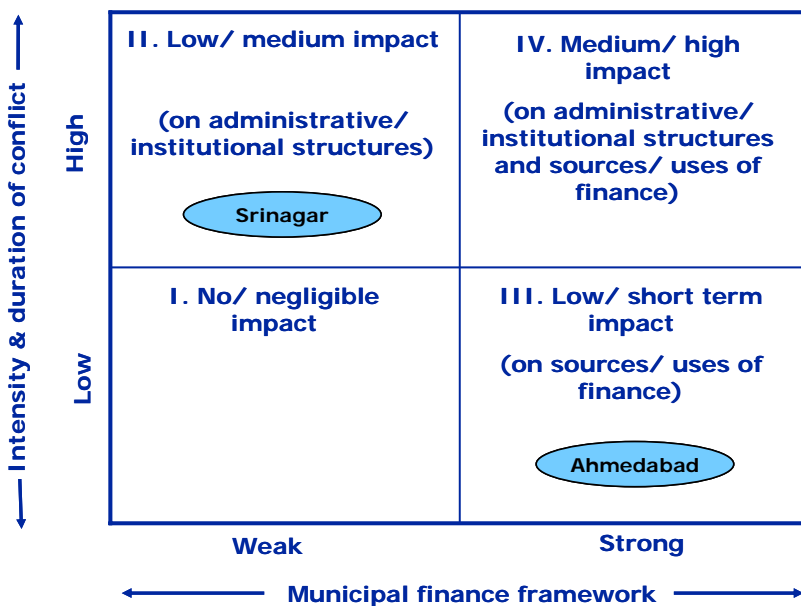 II. Low/ medium impact
(on administrative/
institutional structures)
Srinagar
IV. Medium/ high
impact
(on administrative/
institutional structures
and sources/ uses of
finance)
I. No/ negligible
impact
III. Low/ short term
impact
(on sources/ uses of
finance)
Ahmedabad
Intensity & duration of conflict
High
Low
Weak
Strong
Municipal finance framework